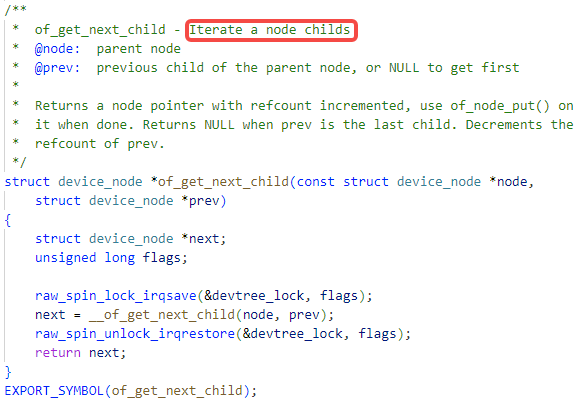 /**
 *  of_get_next_child - Iterate a node childs
 *  @node:  parent node
 *  @prev:  previous child of the parent node, or NULL to get first
 *
 *  Returns a node pointer with refcount incremented, use of_node_put() on
 *  it when done. Returns NULL when prev is the last child. Decrements the
 *  refcount of prev.
 */
struct device_node *of_get_next_child(const struct device_node *node,
    struct device_node *prev)
{
    struct device_node *next;
    unsigned long flags;

    raw_spin_lock_irqsave(&devtree_lock, flags);
    next = __of_get_next_child(node, prev);
    raw_spin_unlock_irqrestore(&devtree_lock, flags);
    return next;
}
EXPORT_SYMBOL(of_get_next_child);